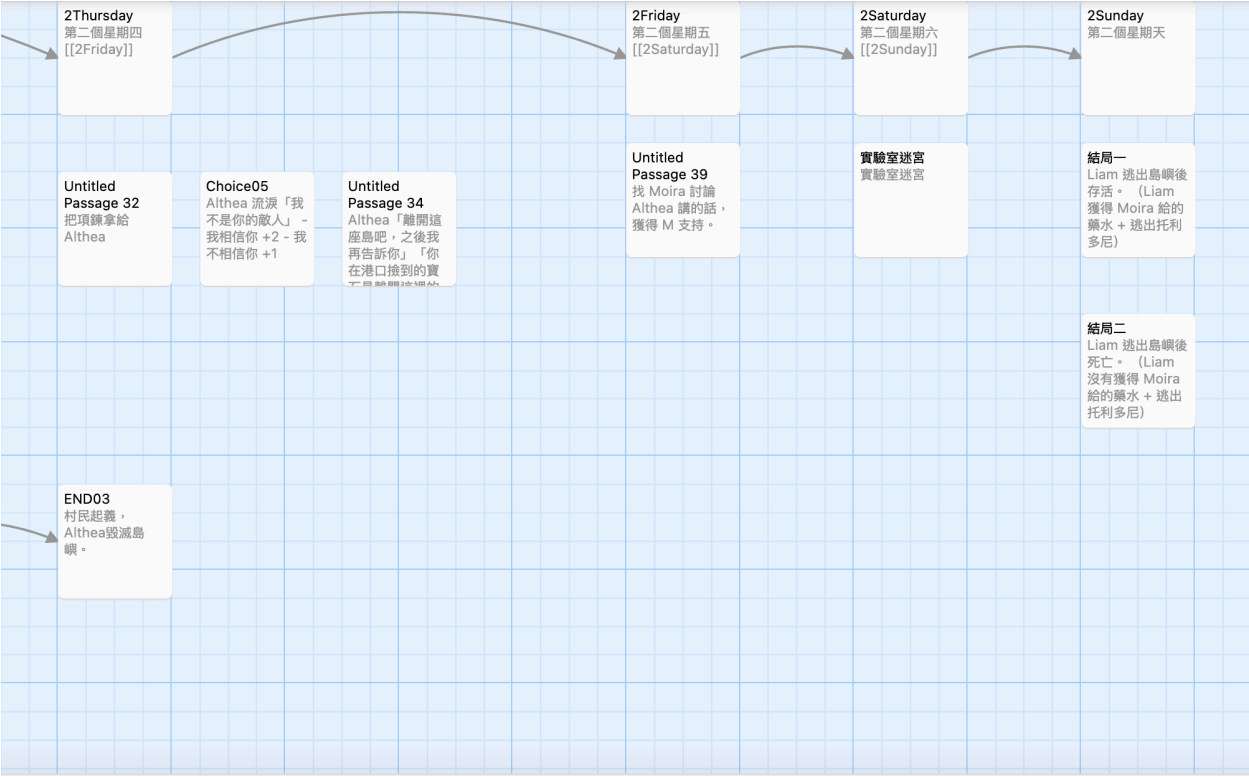 2Thursday
第二個星期四
[[2Friday]]
2Friday
第二個星期五
[[2Saturday]]
2Saturday
第二個星期六
[[2Sunday]]
2Sunday
第二個星期天
Untitled
Passage 32
把項鍊拿給
Althea
Choice05
Althea 流淚「我
不是你的敵人」 -
我相信你 +2 - 我
不相信你 +1
Untitled
Passage 34
Althea「離開這
座島吧，之後我
再告訴你」「你
在港口撿到的寶
石是離開這裡的
Untitled
Passage 39
找 Moira 討論
Althea 講的話，
獲得 M 支持。
實驗室迷宮
實驗室迷宮
結局一
Liam 逃出島嶼後
存活。（Liam
獲得 Moira 給的
藥水 + 逃出托利
多尼）
結局二
Liam 逃出島嶼後
死亡。（Liam
沒有獲得 Moira
給的藥水 + 逃出
托利多尼）
END03
村民起義，
Althea毀滅島
嶼。